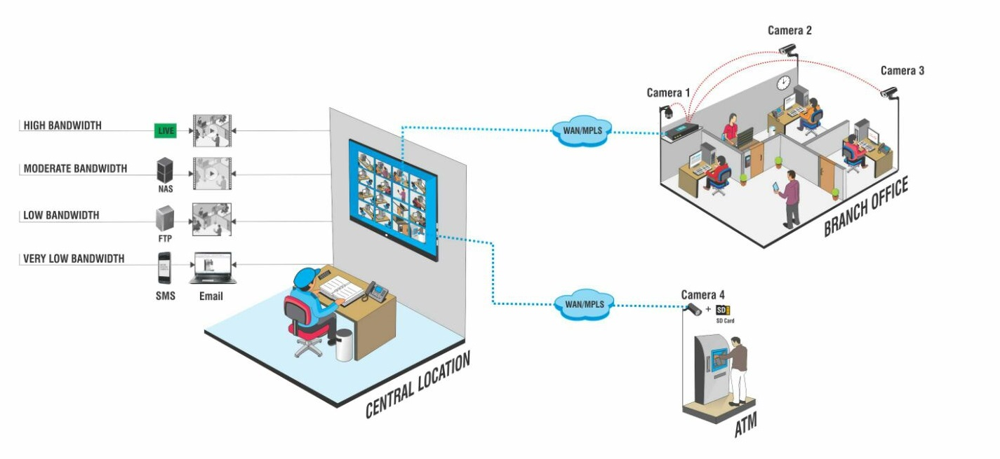 Camera 2
Camera 3
Camera 1
HIGH BANDWIDTH
LIVE
WAN/MPLS
MODERATE BANDWIDTH
NAS
BRANCH OFFICE
LOW BANDWIDTH
FTP
VERY LOW BANDWIDTH
SMS
Email
WAN/MPLS
Camera 4
+
SD
SD Card
CENTRAL LOCATION
ATM